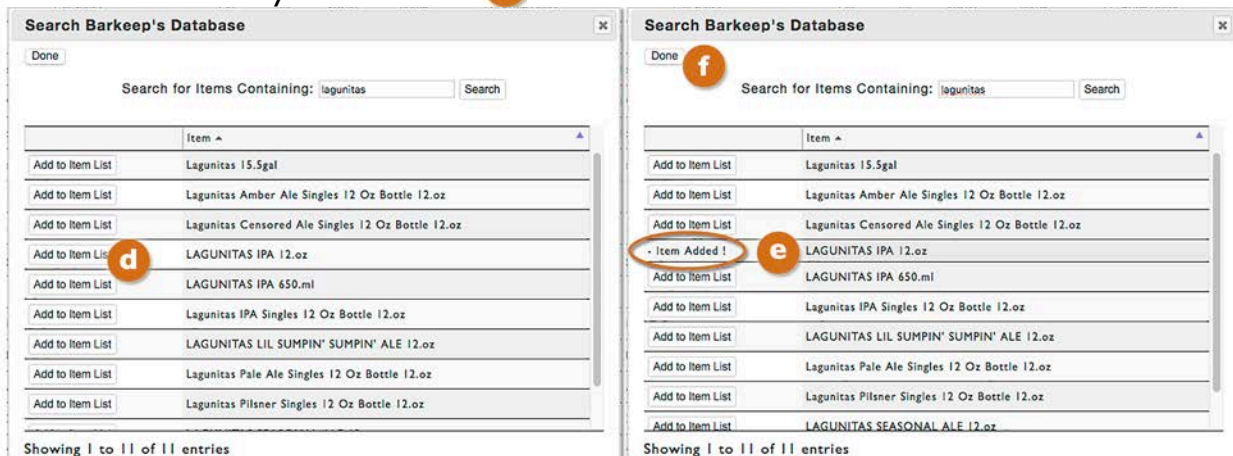 Search Barkeep's Database
Done
Search for Items Containing: lagunitas Search
Item
Add to Item List Lagunitas 15.5gal
Add to Item List Lagunitas Amber Ale Singles 12 Oz Bottle 12.oz
Add to Item List Lagunitas Censored Ale Singles 12 Oz Bottle 12.oz
Add to Item Lis d LAGUNITAS IPA 12.oz
Add to Item List LAGUNITAS IPA 650.ml
Add to Item List Lagunitas IPA Singles 12 Oz Bottle 12.oz
Add to Item List LAGUNITAS LIL SUMPIN' SUMPIN' ALE 12.oz
Add to Item List Lagunitas Pale Ale Singles 12 Oz Bottle 12.oz
Add to Item List Lagunitas Pilsner Singles 12 Oz Bottle 12.oz
Showing 1 to 11 of 11 entries
Search Barkeep's Database
Done f
Search for Items Containing: lagunitas Search
Item
Add to Item List Lagunitas 15.5gal
Add to Item List Lagunitas Amber Ale Singles 12 Oz Bottle 12.oz
Add to Item List Lagunitas Censored Ale Singles 12 Oz Bottle 12.oz
- Item Added ! e LAGUNITAS IPA 12.oz
Add to Item List LAGUNITAS IPA 650.ml
Add to Item List Lagunitas IPA Singles 12 Oz Bottle 12.oz
Add to Item List LAGUNITAS LIL SUMPIN' SUMPIN' ALE 12.oz
Add to Item List Lagunitas Pale Ale Singles 12 Oz Bottle 12.oz
Add to Item List Lagunitas Pilsner Singles 12 Oz Bottle 12.oz
Add to Item List LAGUNITAS SEASONAL ALE 12.oz
Showing 1 to 11 of 11 entries